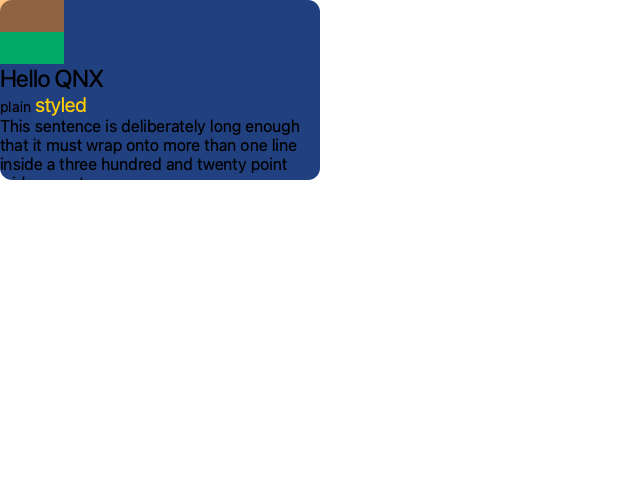 Hello QNX
plain styled
This sentence is deliberately long enough
that it must wrap onto more than one line
inside a three hundred and twenty point